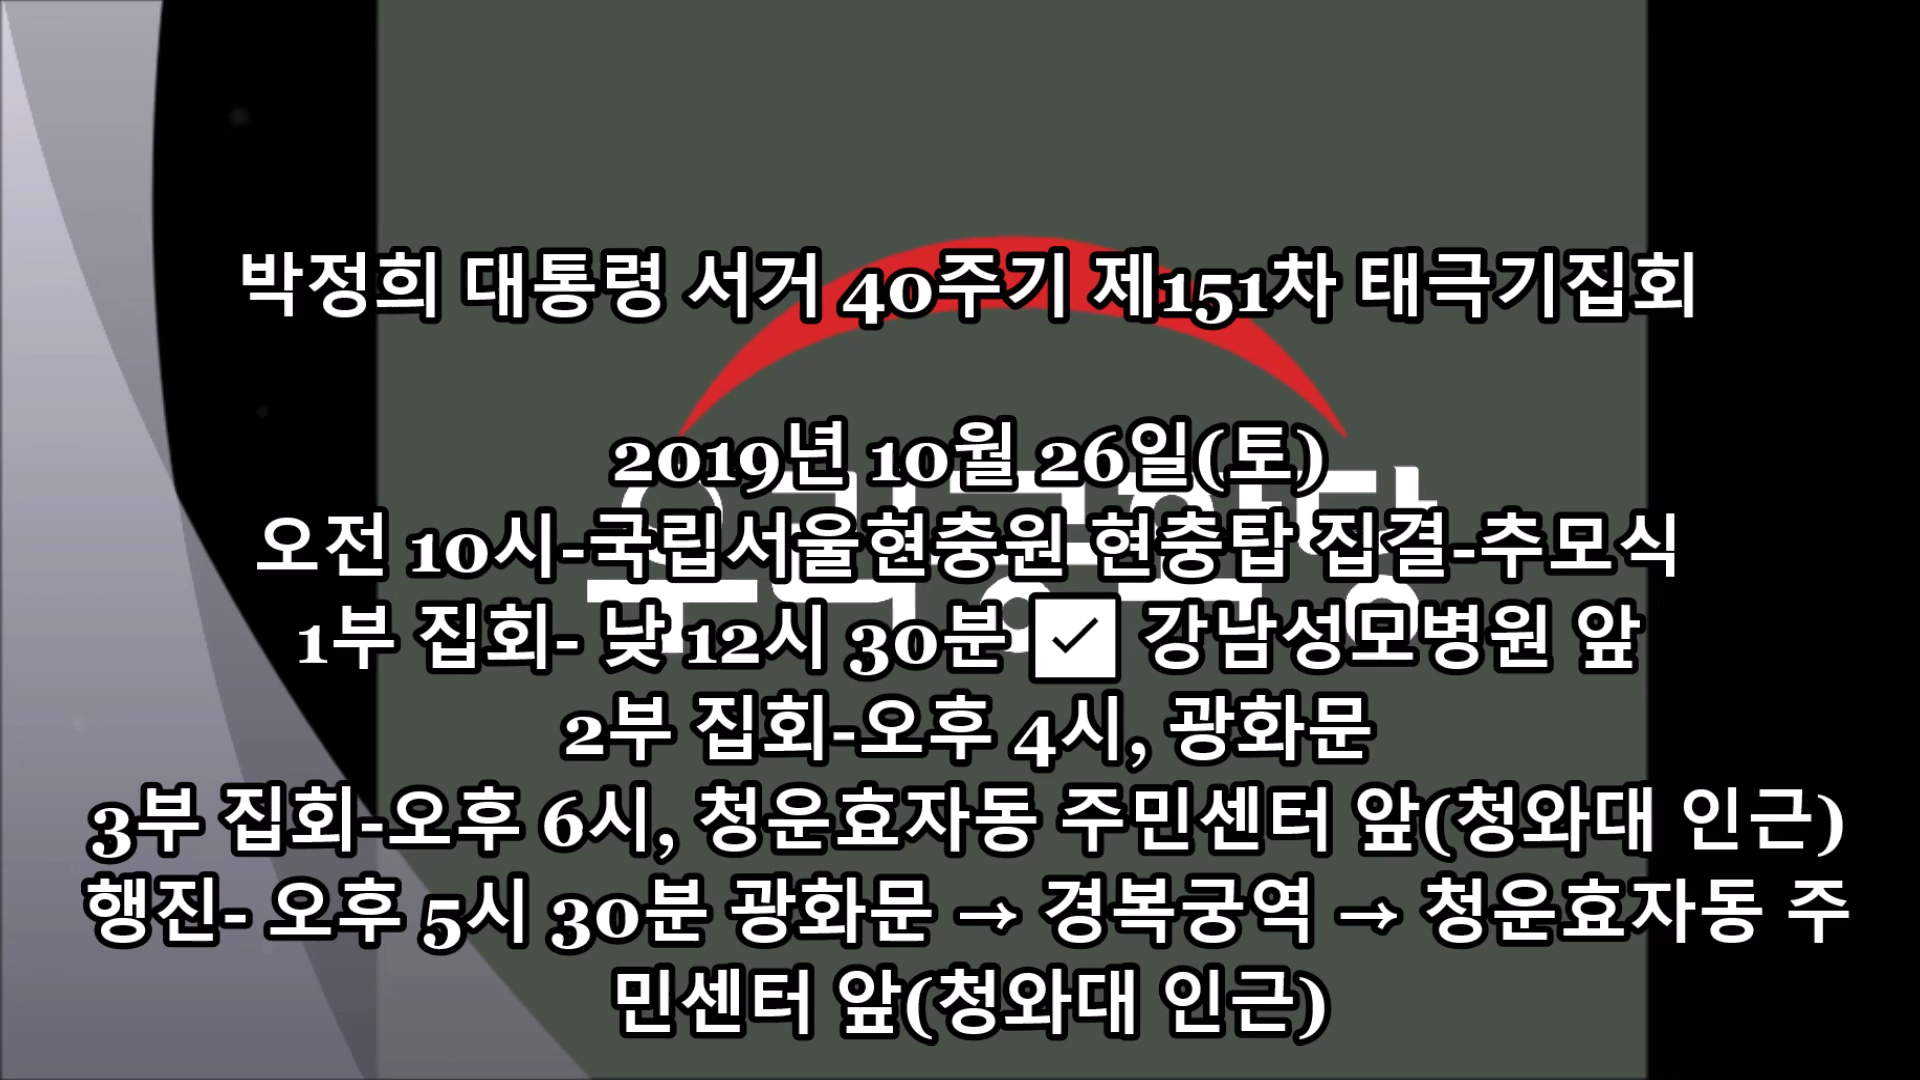 박정희 대통령 서거 40주기 제151차 태극기집회
2019년 10월 26일(토)
오전 10시-국립서울현충원 현충탑 집결-추모식
1부 집회- 낮 12시 30분 ✓ 강남성모병원 앞
2부 집회-오후 4시, 광화문
3부 집회-오후 6시, 청운효자동 주민센터 앞(청와대 인근)
행진- 오후 5시 30분 광화문 → 경복궁역 → 청운효자동 주
민센터 앞(청와대 인근)